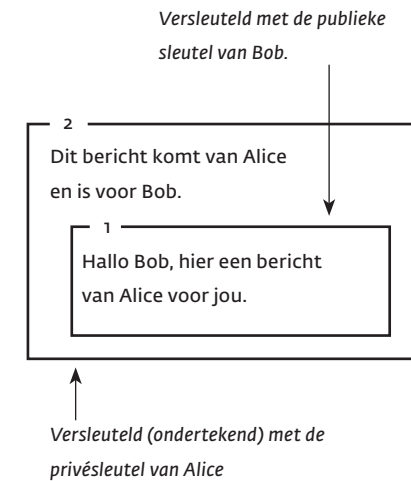 Versleuteld met de publieke
sleutel van Bob.
2
Dit bericht komt van Alice
en is voor Bob.
1
Hallo Bob, hier een bericht
van Alice voor jou.
Versleuteld (ondertekend) met de
privésleutel van Alice